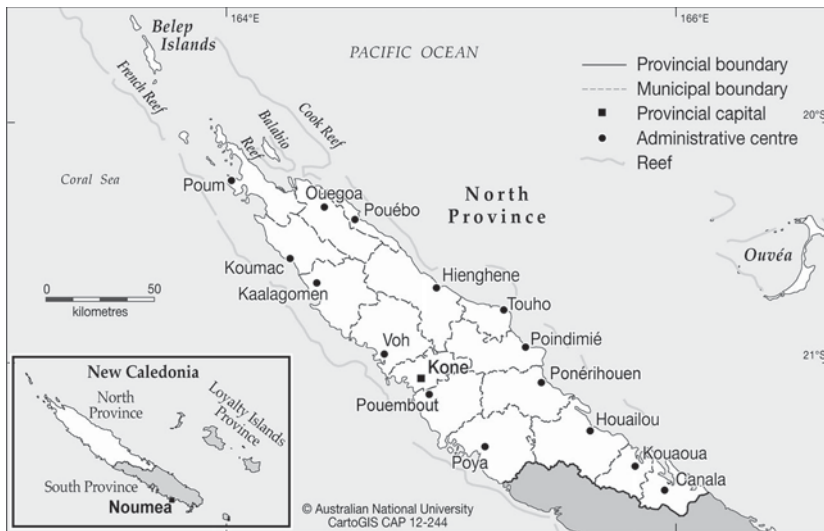 164°E
166°E
Belep
Islands
PACIFIC OCEAN
Provincial boundary
Municipal boundary
Provincial capital
Administrative centre
Reef
French Reef
Cook Reef
Balabio
Reef
20°S
Coral Sea
Poum
Ouegoa
Pouébo
North
Province
Ouvéa
Koumac
Kaalagomen
Hienghene
Touho
0
50
kilometres
Voh
Kone
Poindimié
21°S
Ponérihouen
Pouembout
Houailou
Poya
Kouaoua
Canala
New Caledonia
North
Province
Loyalty Islands
Province
South Province
Noumea
© Australian National University
CartoGIS CAP 12-244